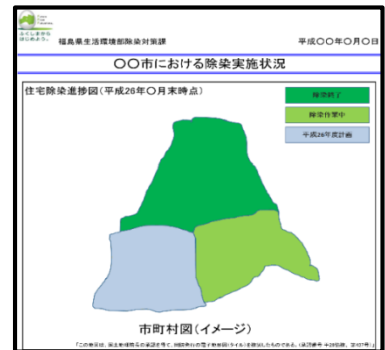 ふくしまから
はじめよう。
福島県生活環境部除染対策課
平成〇〇年〇月〇日
〇〇市における除染実施状況
住宅除染進捗図(平成26年〇月末時点)
除染終了
除染作業中
平成26年度計画
市町村図(イメージ)